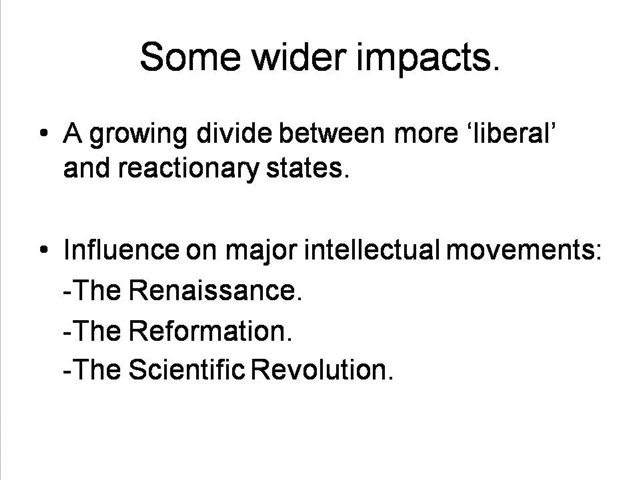 Some wider impacts.
• A growing divide between more ‘liberal’
and reactionary states.
• Influence on major intellectual movements:
-The Renaissance.
-The Reformation.
-The Scientific Revolution.